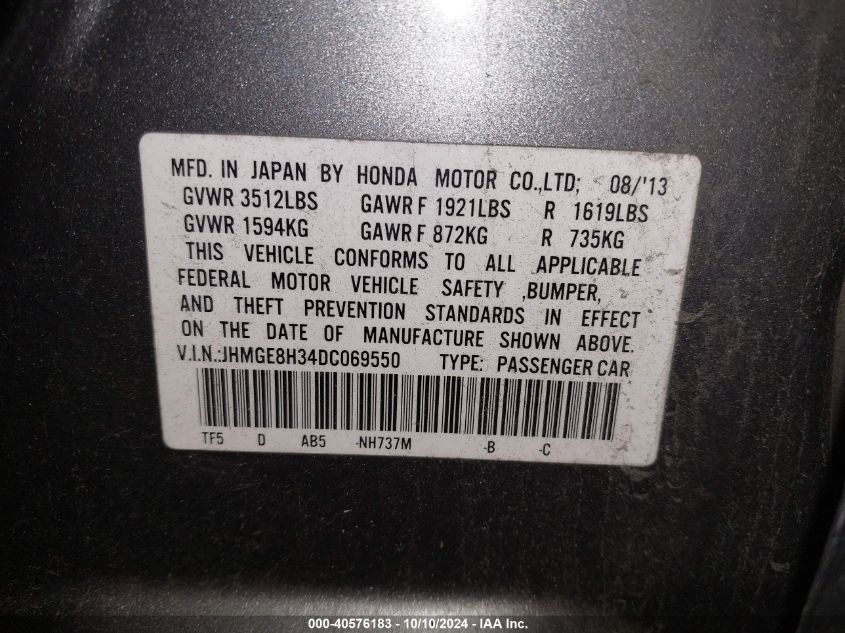 MFD. IN JAPAN BY HONDA MOTOR CO.,LTD; 08/'13
GVWR 3512LBS GAWR F 1921LBS R 1619LBS
GVWR 1594KG GAWR F 872KG R 735KG
THIS VEHICLE CONFORMS TO ALL APPLICABLE
FEDERAL MOTOR VEHICLE SAFETY ,BUMPER,
AND THEFT PREVENTION STANDARDS IN EFFECT
ON THE DATE OF MANUFACTURE SHOWN ABOVE.
V.I.N.:JHMGE8H34DC069550 TYPE: PASSENGER CAR
TF5 D AB5 -NH737M -B -C
000-40576183 - 10/10/2024 - IAA Inc.